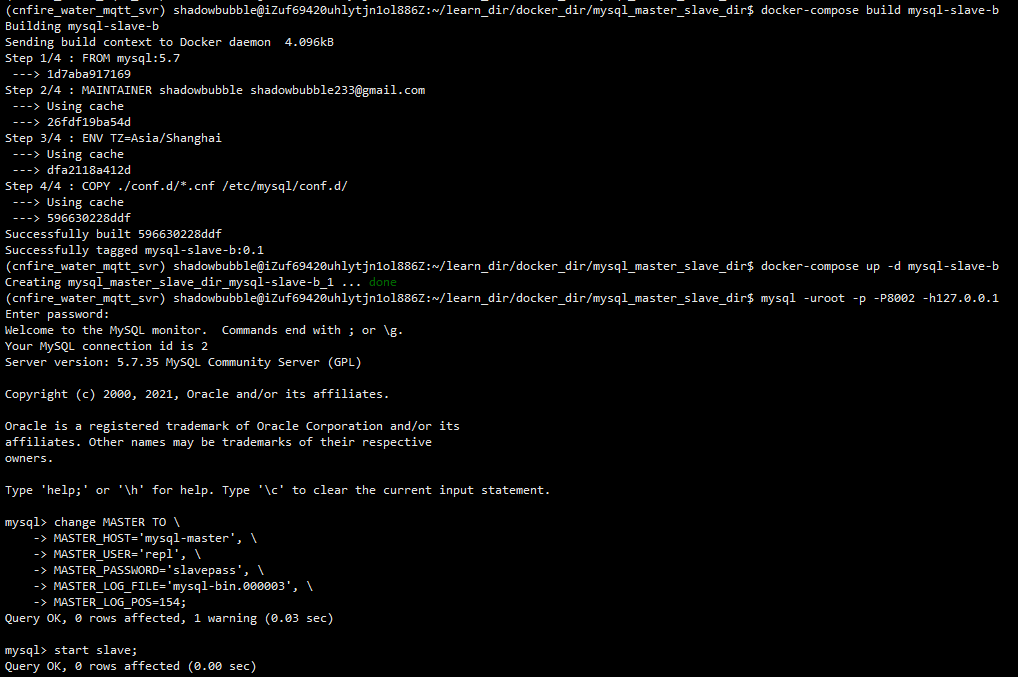 (cnfire_water_mqtt_svr) shadowbubble@iZuf69420uhlytjn1ol886Z:~/learn_dir/docker_dir/mysql_master_slave_dir$ docker-compose build mysql-slave-b
Building mysql-slave-b
Sending build context to Docker daemon  4.096kB
Step 1/4 : FROM mysql:5.7
 ---> 1d7aba917169
Step 2/4 : MAINTAINER shadowbubble shadowbubble233@gmail.com
 ---> Using cache
 ---> 26fdf19ba54d
Step 3/4 : ENV TZ=Asia/Shanghai
 ---> Using cache
 ---> dfa2118a412d
Step 4/4 : COPY ./conf.d/*.cnf /etc/mysql/conf.d/
 ---> Using cache
 ---> 596630228ddf
Successfully built 596630228ddf
Successfully tagged mysql-slave-b:0.1
(cnfire_water_mqtt_svr) shadowbubble@iZuf69420uhlytjn1ol886Z:~/learn_dir/docker_dir/mysql_master_slave_dir$ docker-compose up -d mysql-slave-b
Creating mysql_master_slave_dir_mysql-slave-b_1 ... done
(cnfire_water_mqtt_svr) shadowbubble@iZuf69420uhlytjn1ol886Z:~/learn_dir/docker_dir/mysql_master_slave_dir$ mysql -uroot -p -P8002 -h127.0.0.1
Enter password:
Welcome to the MySQL monitor.  Commands end with ; or \g.
Your MySQL connection id is 2
Server version: 5.7.35 MySQL Community Server (GPL)

Copyright (c) 2000, 2021, Oracle and/or its affiliates.

Oracle is a registered trademark of Oracle Corporation and/or its
affiliates. Other names may be trademarks of their respective
owners.

Type 'help;' or '\h' for help. Type '\c' to clear the current input statement.

mysql> change MASTER TO \
    -> MASTER_HOST='mysql-master', \
    -> MASTER_USER='repl', \
    -> MASTER_PASSWORD='slavepass', \
    -> MASTER_LOG_FILE='mysql-bin.000003', \
    -> MASTER_LOG_POS=154;
Query OK, 0 rows affected, 1 warning (0.03 sec)

mysql> start slave;
Query OK, 0 rows affected (0.00 sec)